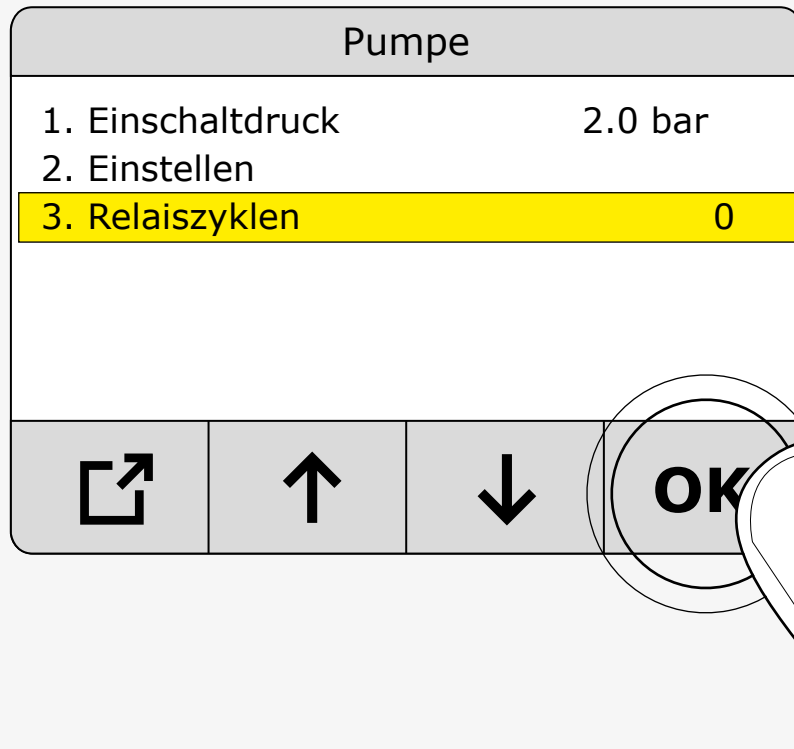 Pumpe
1. Einschaltdruck 2.0 bar
2. Einstellen
3. Relaiszyklen 0
OK